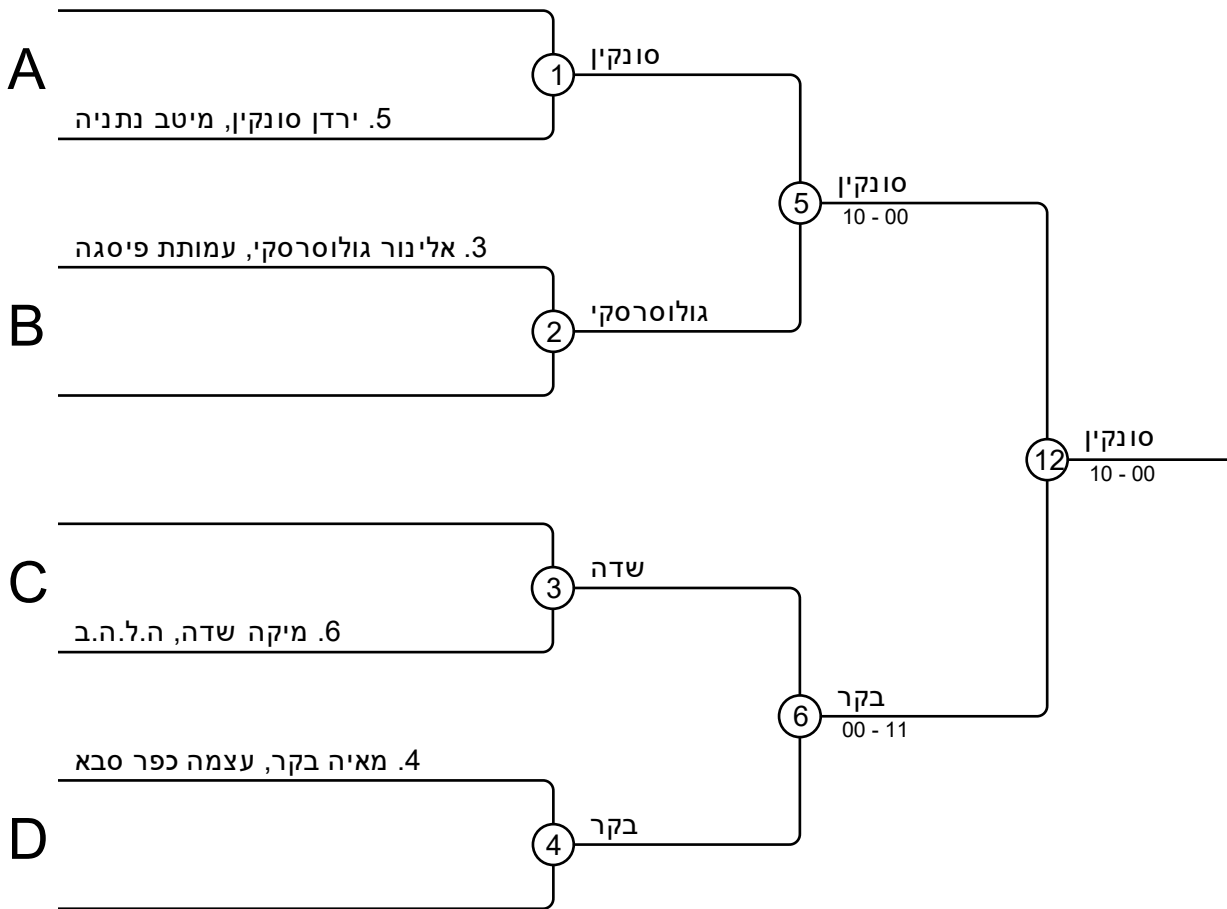 A
1
סונקין
5. ירדן סונקין, מיטב נתניה
5
סונקין
10 - 00
3. אלינור גולוסרסקי, עמותת פיסגה
B
2
גולוסרסקי
12
סונקין
10 - 00
C
3
שדה
6. מיקה שדה, ה.ל.ה.ב
6
בקר
00 - 11
4. מאיה בקר, עצמה כפר סבא
D
4
בקר